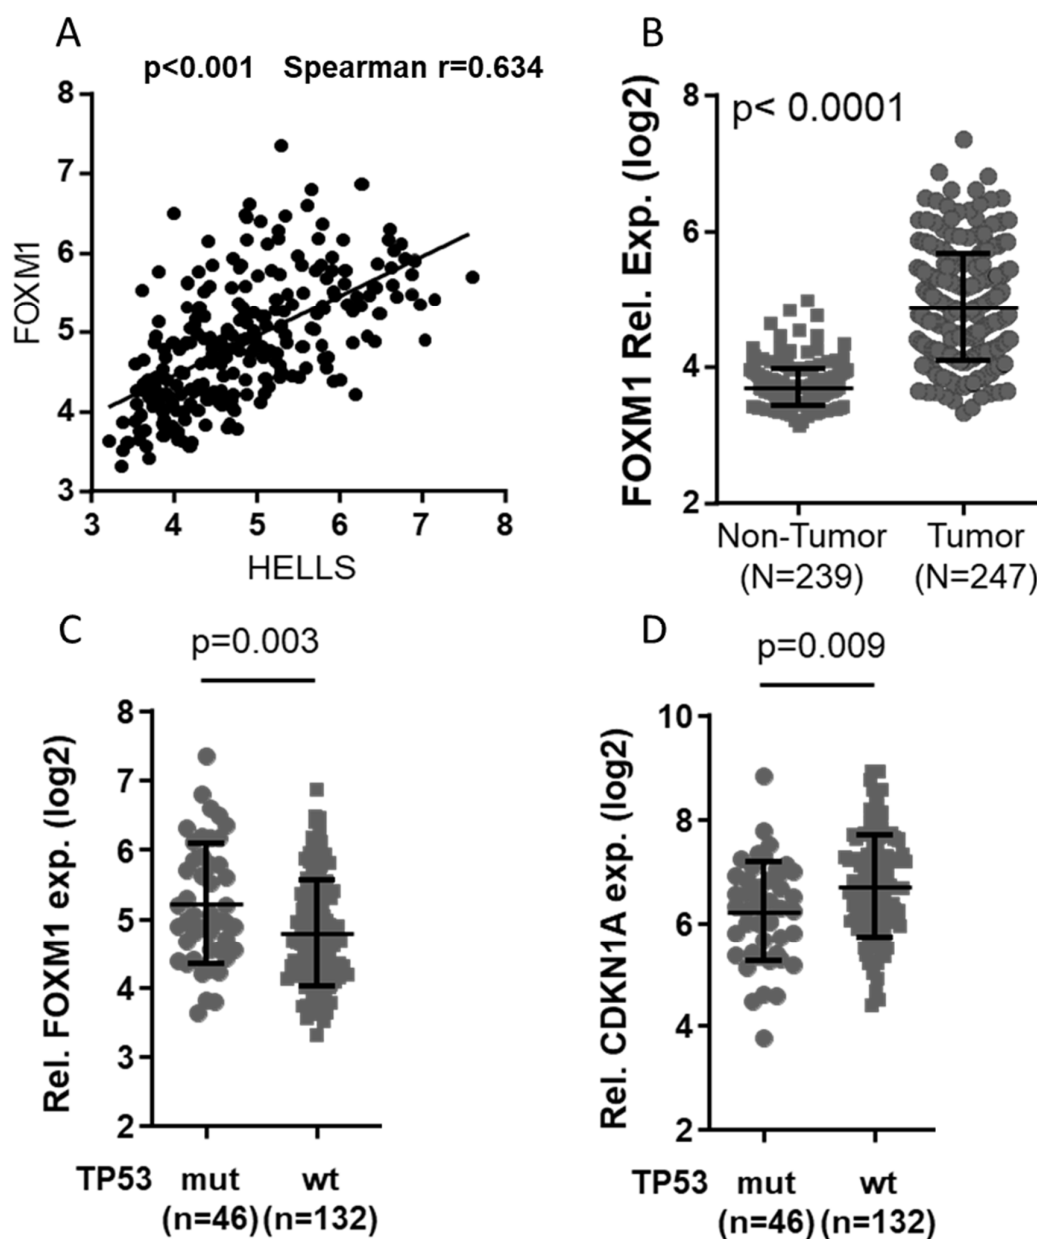 A
p<0.001 Spearman r=0.634
8
7
6
5
4
3
3 4 5 6 7 8
FOXM1
HELLS
B
p< 0.0001
8
6
4
2
FOXM1 Rel. Exp. (log2)
Non-Tumor Tumor
(N=239) (N=247)
C
p=0.003
8
7
6
5
4
3
2
Rel. FOXM1 exp. (log2)
TP53 mut wt
(n=46) (n=132)
D
p=0.009
10
8
6
4
2
Rel. CDKN1A exp. (log2)
TP53 mut wt
(n=46) (n=132)